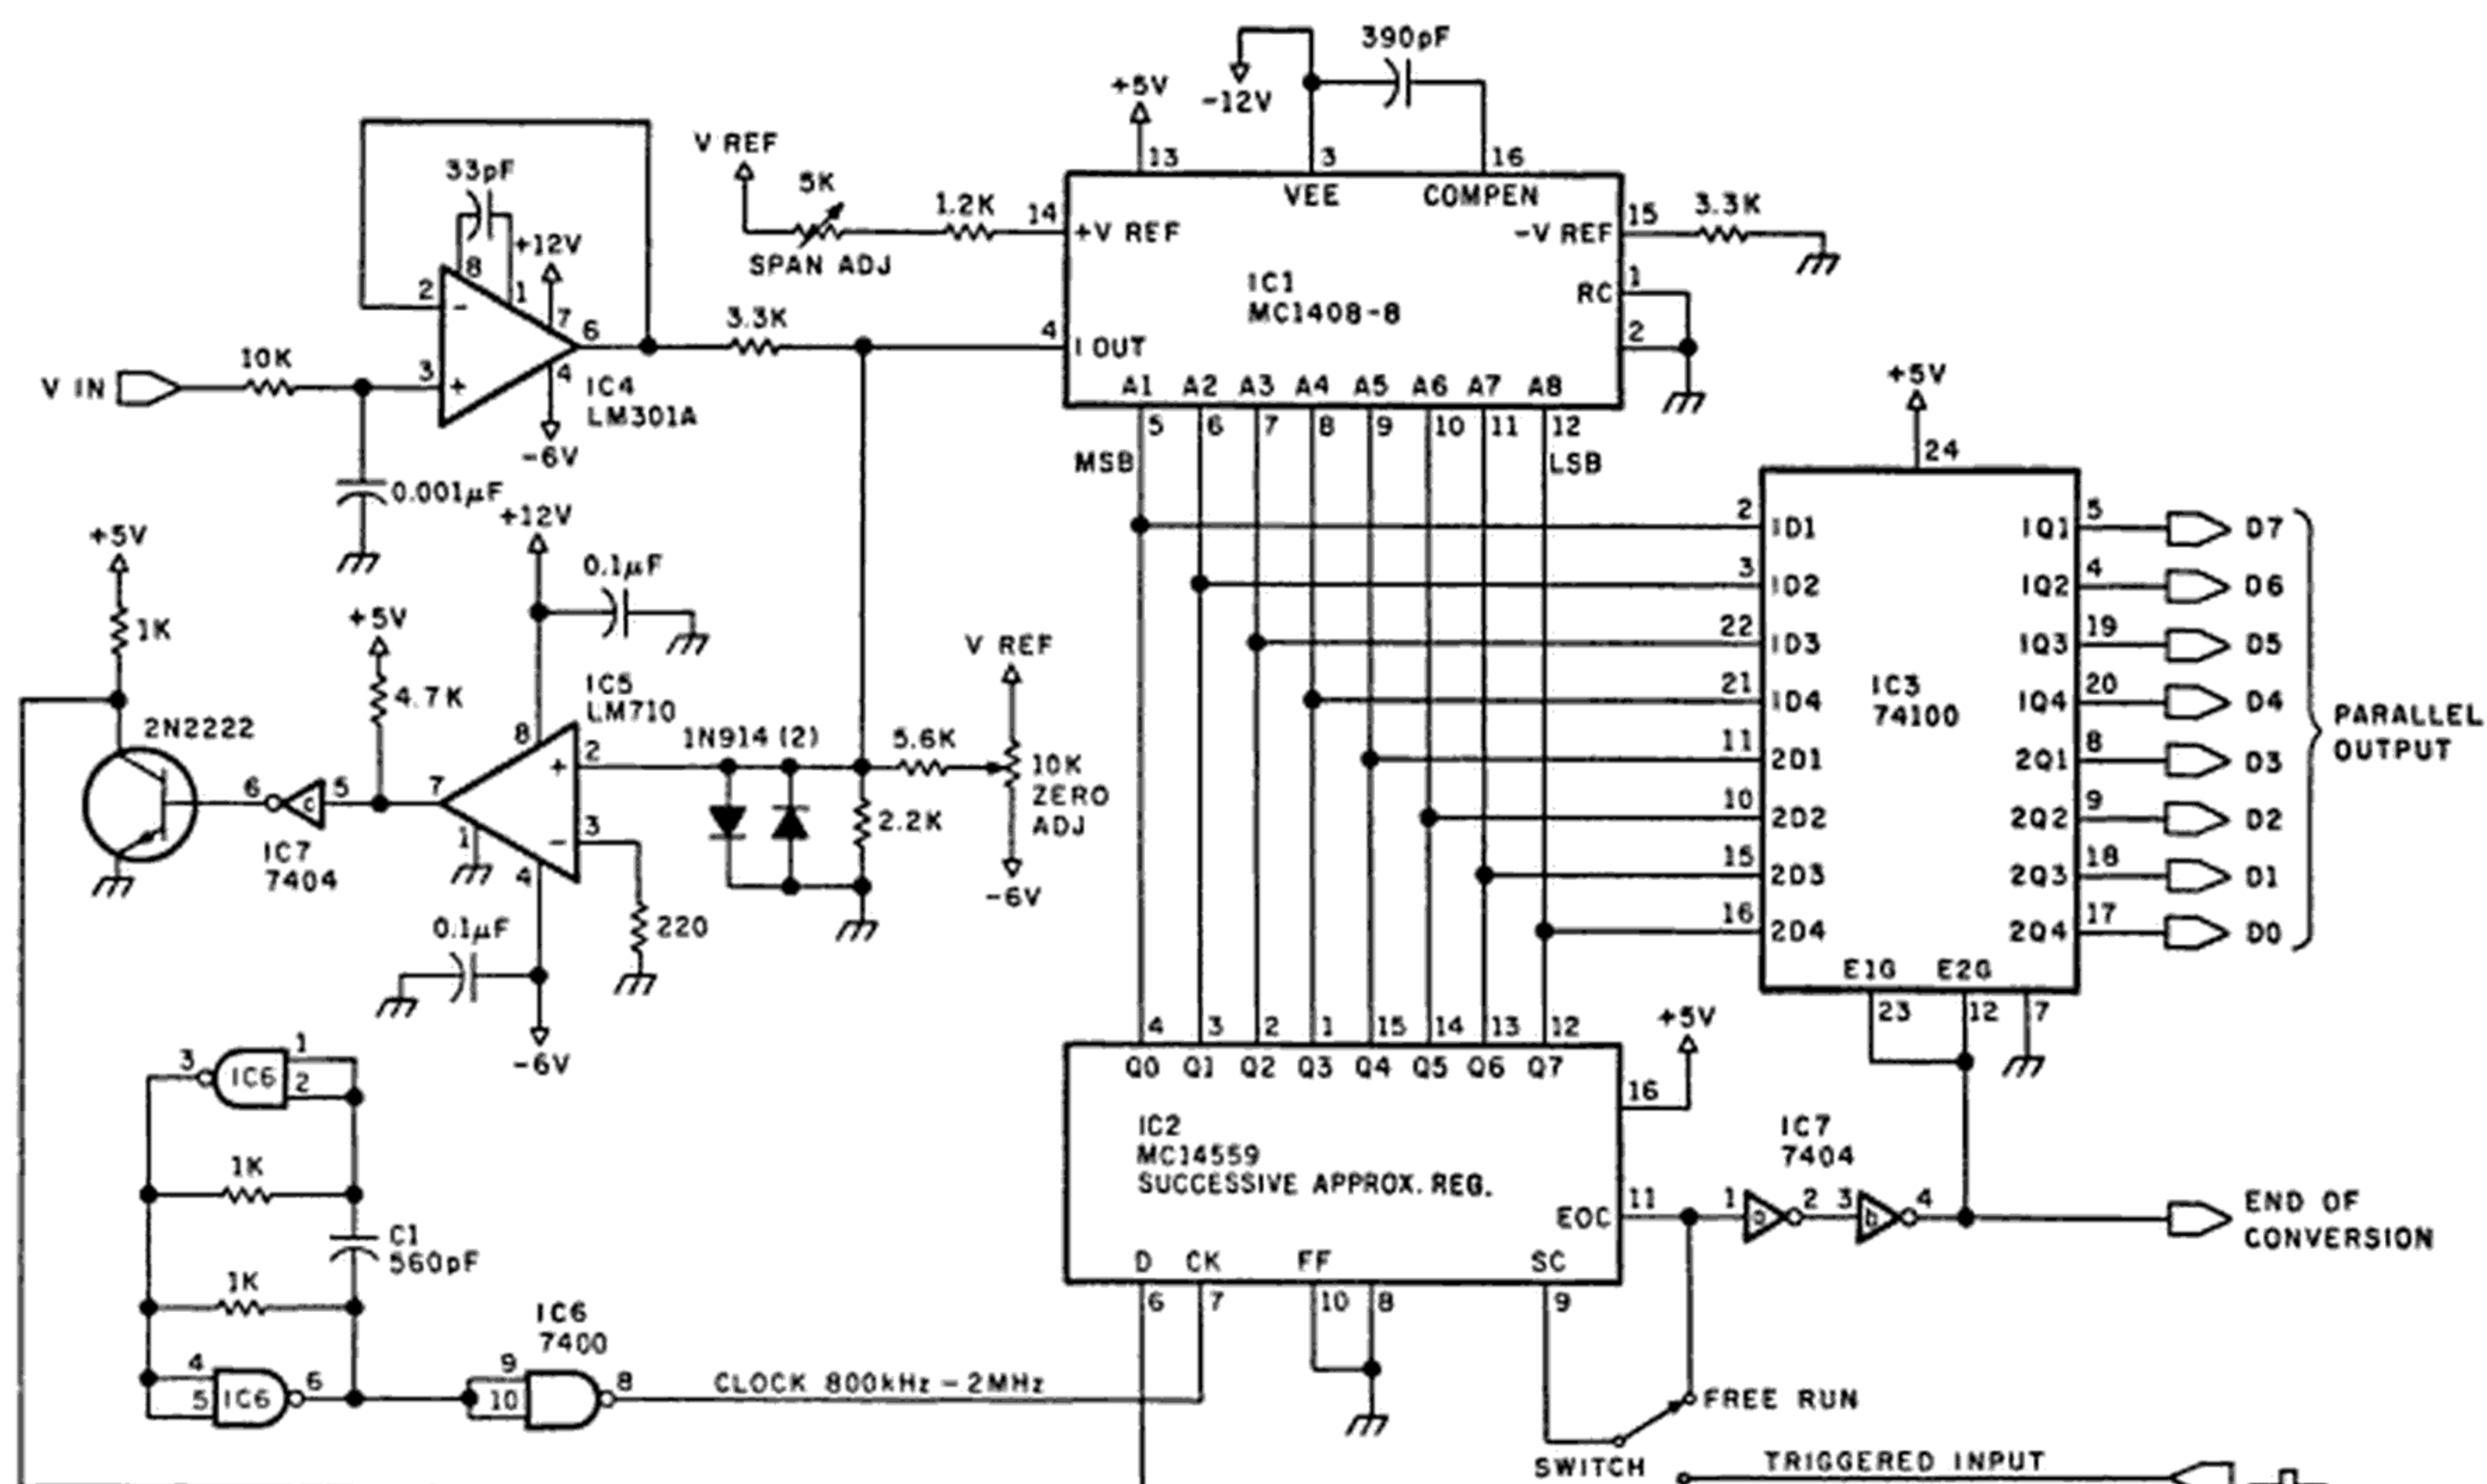 390pF
+5V
-12V
V REF
13
3
16
33pF
5K
1.2K
14
VEE
COMPEN
15
3.3K
+V REF
-V REF
+12V
8
SPAN ADJ
2
1
IC1
MC1408-8
RC
1
-
7
6
3.3K
4
I OUT
2
10K
3
+
4
IC4
LM301A
A1 A2 A3 A4 A5 A6 A7 A8
V IN
-6V
5 6 7 8 9 10 11 12
MSB
LSB
+5V
24
0.001µF
+12V
+5V
0.1µF
1K
+5V
4.7K
V REF
2 1D1
3 1D2
22 1D3
21 1D4
11 2D1
10 2D2
15 2D3
16 2D4
IC3
74100
1Q1 5 D7
1Q2 4 D6
1Q3 19 D5
1Q4 20 D4
2Q1 8 D3
2Q2 9 D2
2Q3 18 D1
2Q4 17 D0
PARALLEL
OUTPUT
E1G E2G
23 12 7
2N2222
IC5
LM710
8
2
+
1N914 (2)
5.6K
10K
ZERO
ADJ
6
c
5
7
IC7
7404
1
3
-
4
2.2K
-6V
220
0.1µF
-6V
4 3 2 1 15 14 13 12
+5V
Q0 Q1 Q2 Q3 Q4 Q5 Q6 Q7
16
3
IC6
1
2
IC2
MC14559
SUCCESSIVE APPROX. REG.
IC7
7404
1K
EOC
11
1
2
3
b
4
END OF
CONVERSION
C1
560pF
1K
D CK FF SC
6 7 10 8 9
IC6
7400
4
5
IC6
6
9
10
8
CLOCK 800kHz - 2MHz
FREE RUN
SWITCH
TRIGGERED INPUT